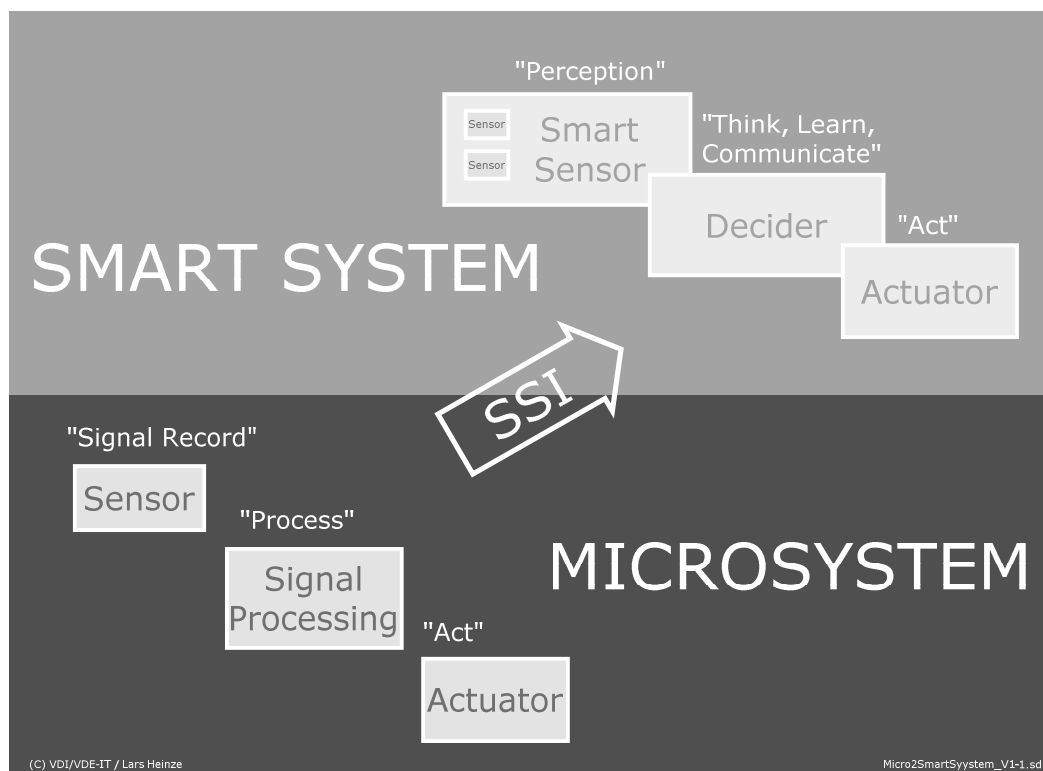 "Perception"
Sensor
Sensor
Smart
Sensor
"Think, Learn,
Communicate"
Decider
"Act"
Actuator
SMART SYSTEM
SSI
"Signal Record"
Sensor
"Process"
Signal
Processing
"Act"
Actuator
MICROSYSTEM
(C) VDI/VDE-IT / Lars Heinze
Micro2SmartSyystem_V1-1.sd